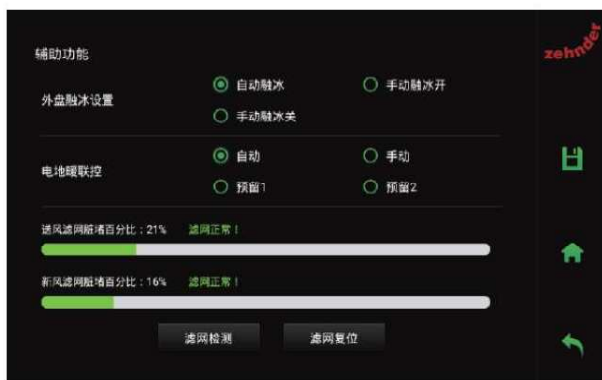 辅助功能
zehnder
外盘融冰设置
自动融冰
手动融冰开
手动融冰关
电地暖联控
自动
手动
预留1
预留2
送风滤网脏堵百分比：21% 滤网正常！
新风滤网脏堵百分比：16% 滤网正常！
滤网检测
滤网复位